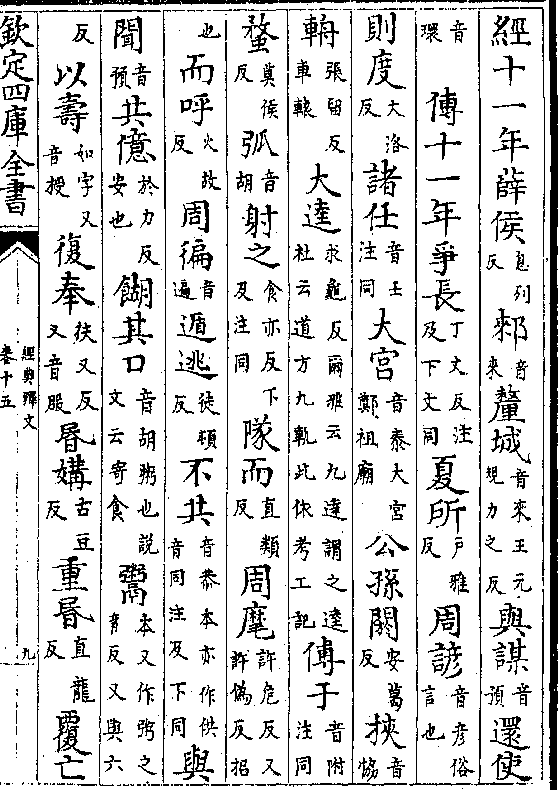 經十一年薛侯息列反郲音來釐城音來王元規力之反與謀音預還使
音環傳十一年爭長丁丈反注及下文同夏所戶雅反周諺音彥俗言也
則度大洛反諸任音壬注同大宮音泰大宮鄭祖廟公孫閼安葛反挾音協
輈張留反車轅大逵求龜反爾雅云九達謂之逵杜云道方九軌此依考工記傅于音附注同
蝥莫侯反弧音胡射之食亦反下及注同隊而直類反周麾許危反又許偽反招
也而呼火故反周徧音遍遁逃徒頓反不共音恭本亦作供音同注及下同與
聞音預共億於力反安也餬其口音胡粥也說文云寄食鬻本又作粥之育反又與六
反以壽如字又音授復奉扶又反又音服昬媾古豆反重昬直龍反覆亡
欽定四庫全書
經典釋文
卷十五
九